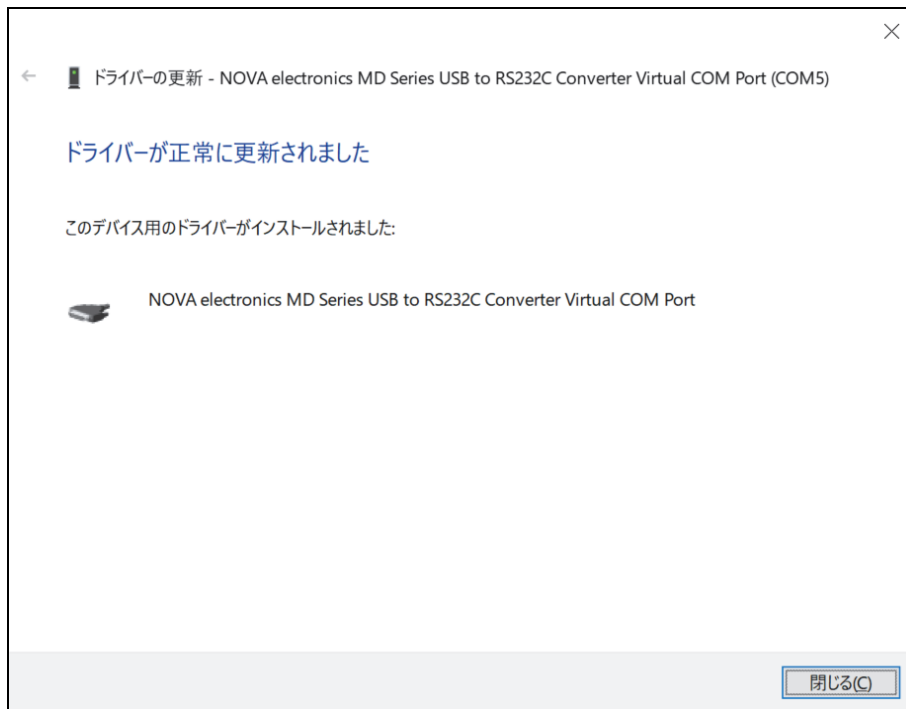 ドライバーの更新 - NOVA electronics MD Series USB to RS232C Converter Virtual COM Port (COM5)
ドライバーが正常に更新されました
このデバイス用のドライバーがインストールされました:
NOVA electronics MD Series USB to RS232C Converter Virtual COM Port
閉じる(C)